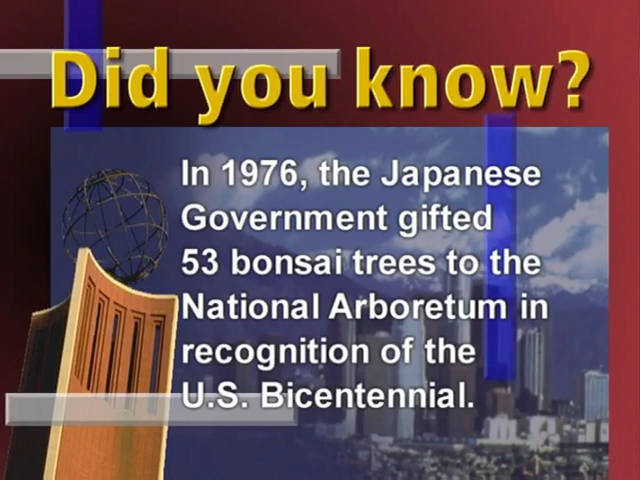 Did you know?
In 1976, the Japanese
Government gifted
53 bonsai trees to the
National Arboretum in
recognition of the
U.S. Bicentennial.